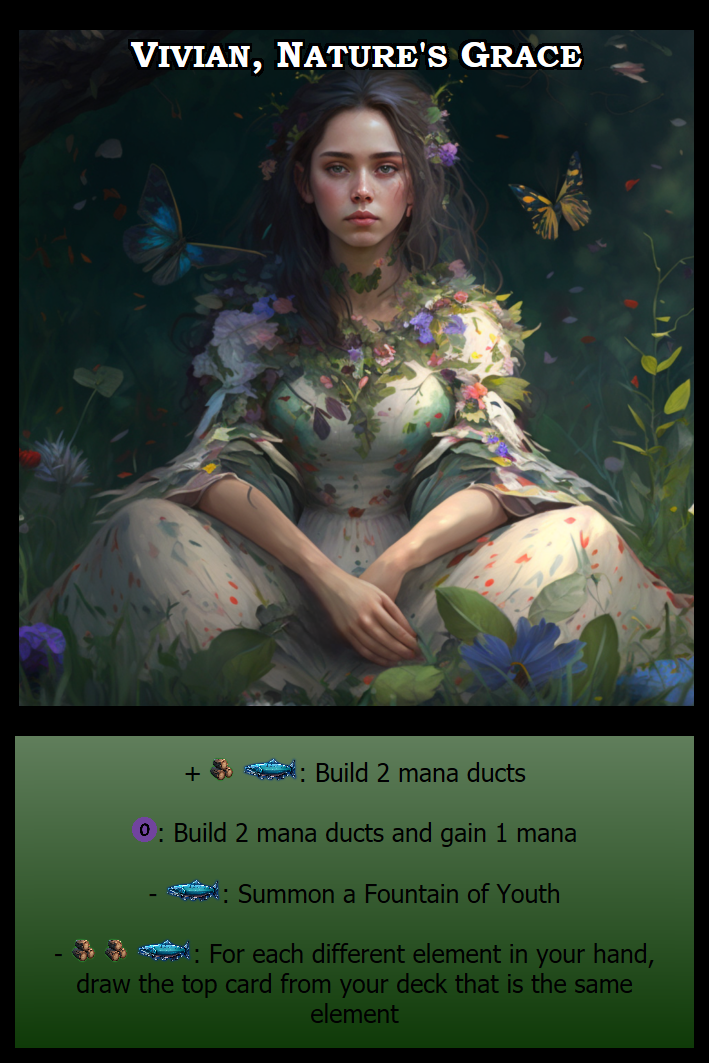 Vivian, Nature's Grace
+ : Build 2 mana ducts
0: Build 2 mana ducts and gain 1 mana
- : Summon a Fountain of Youth
- : For each different element in your hand,
draw the top card from your deck that is the same
element